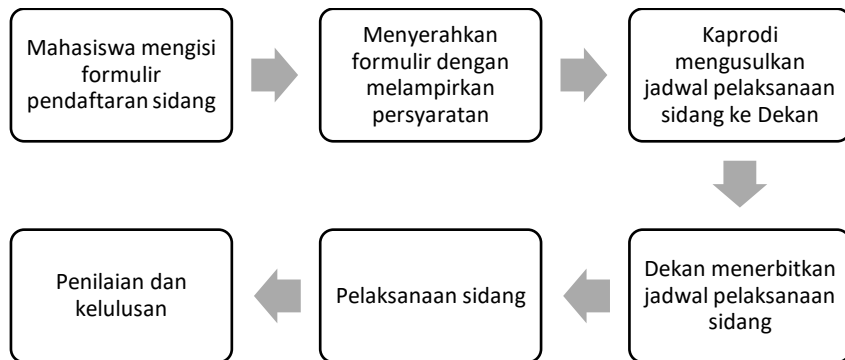 Mahasiswa mengisi
formulir
pendaftaran sidang
Menyerahkan
formulir dengan
melampirkan
persyaratan
Kaprodi
mengusulkan
jadwal pelaksanaan
sidang ke Dekan
Dekan menerbitkan
jadwal pelaksanaan
sidang
Pelaksanaan sidang
Penilaian dan
kelulusan